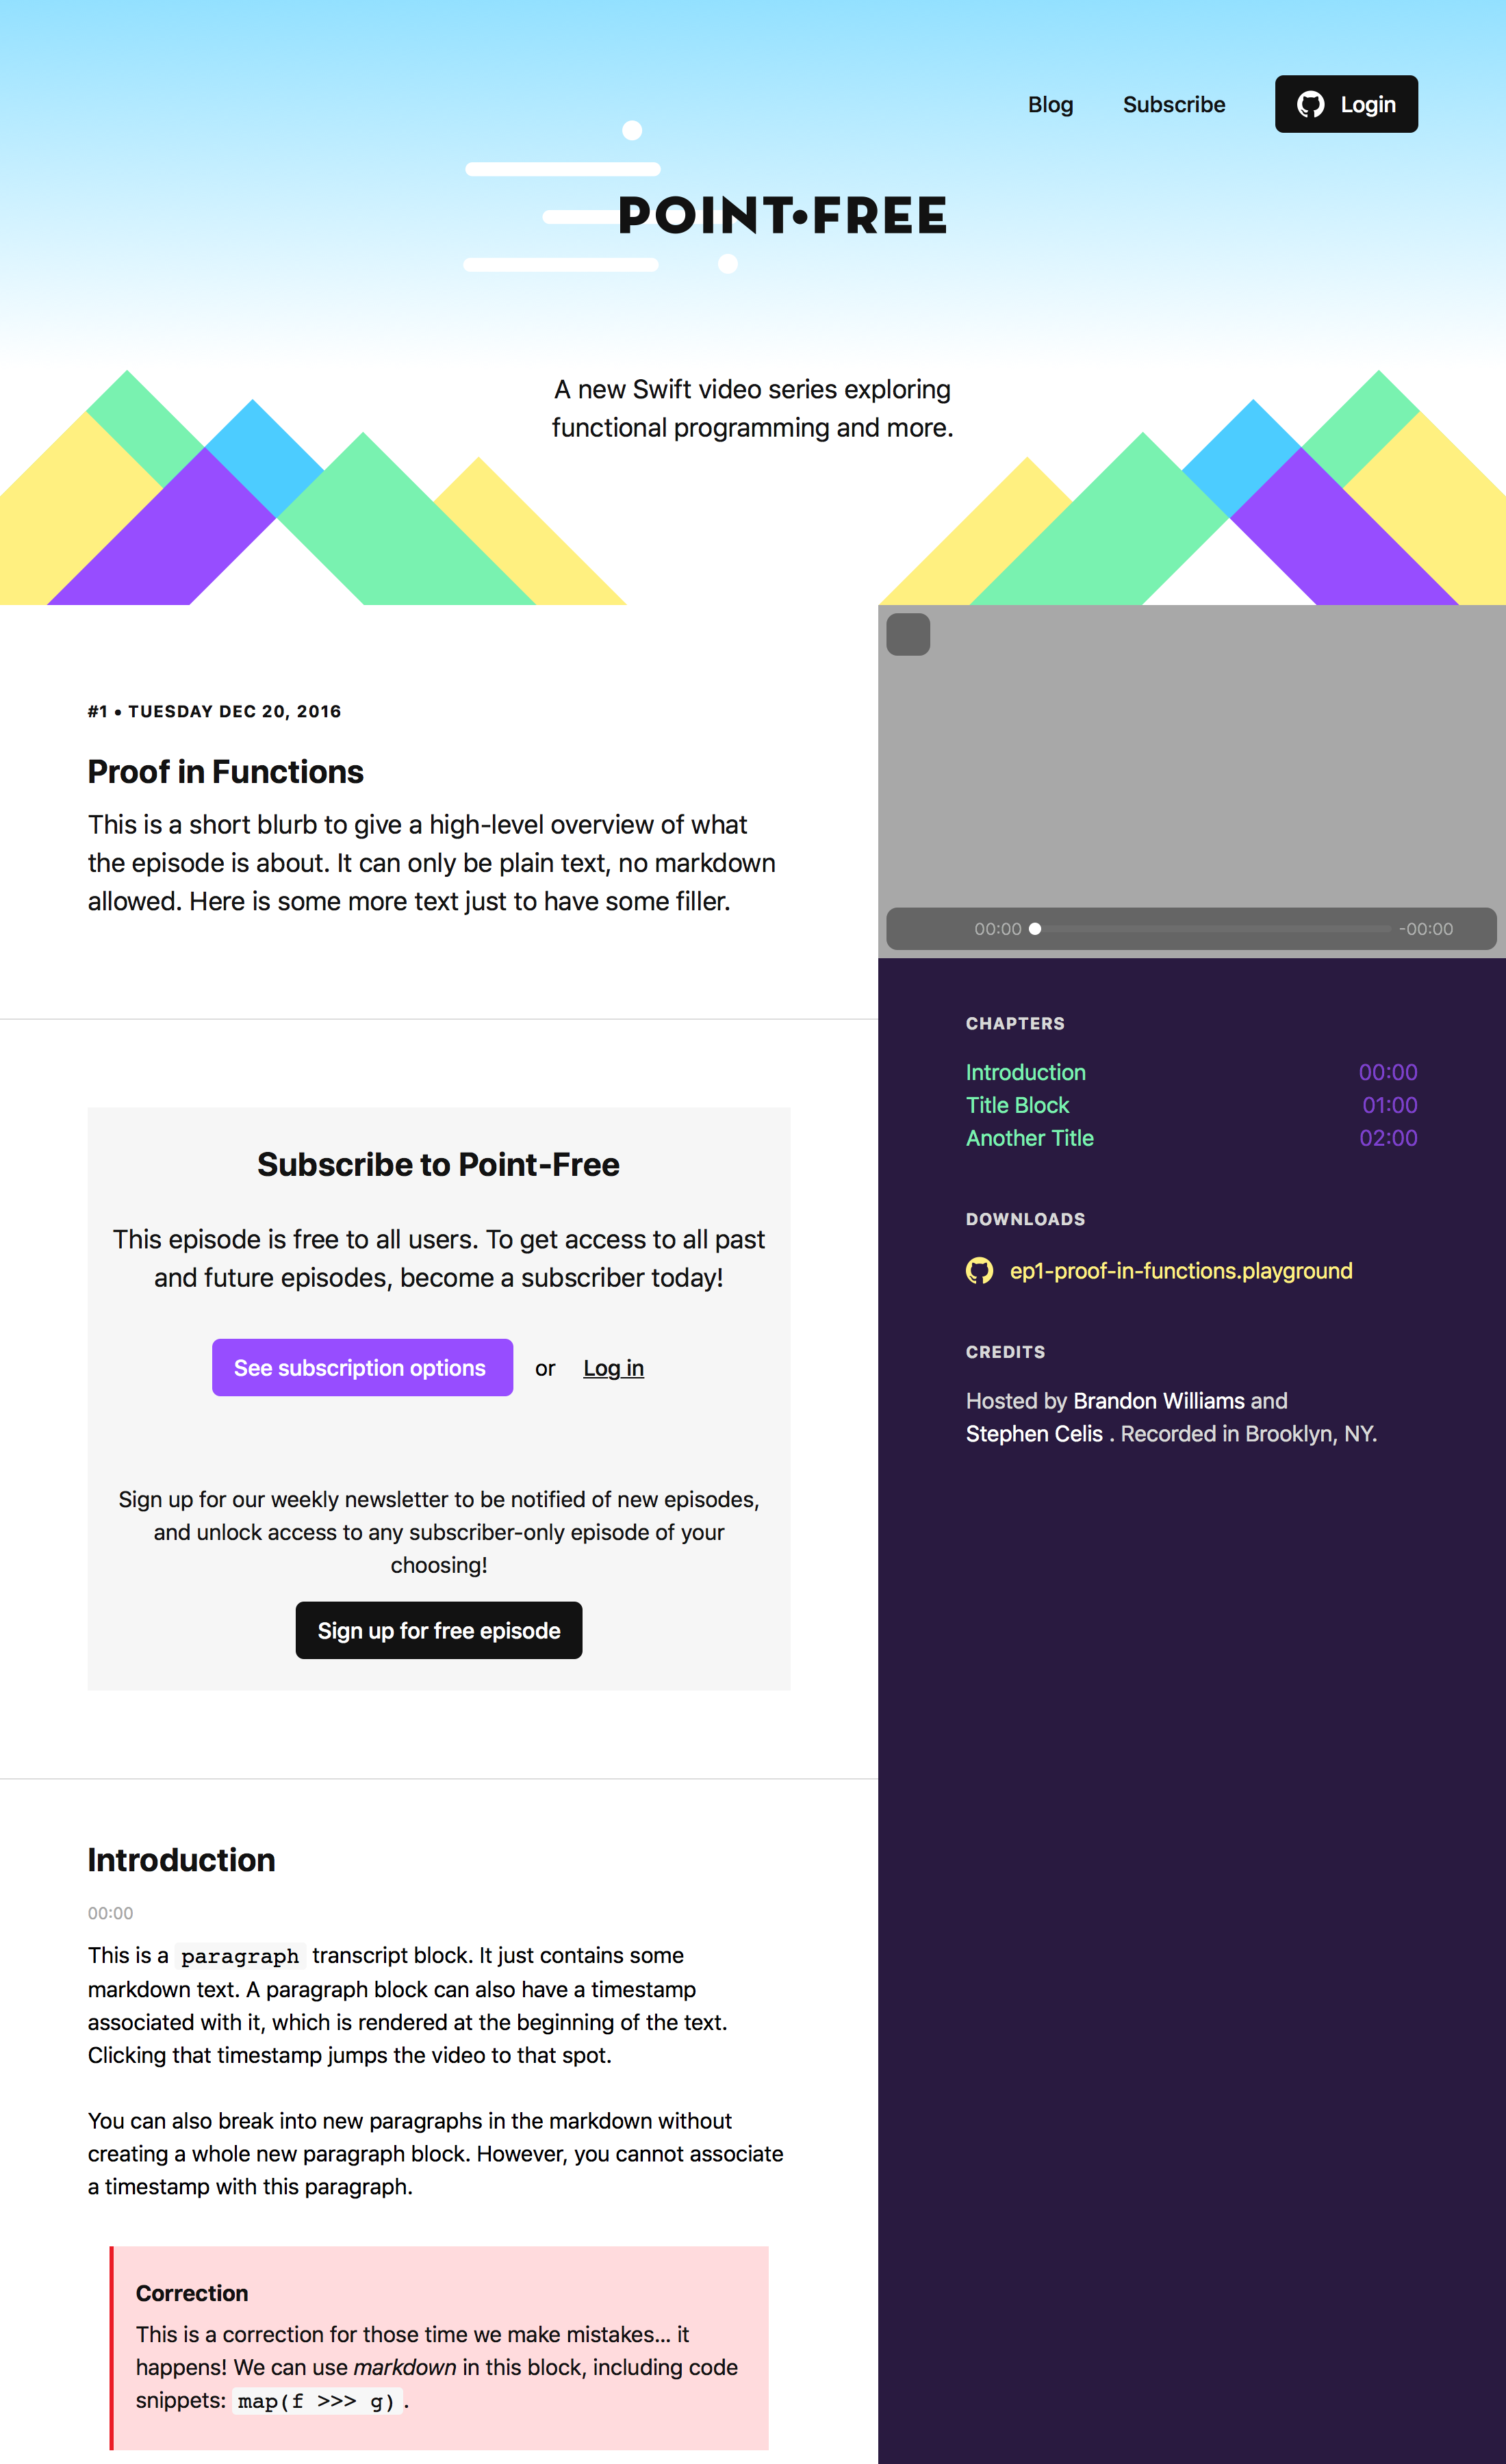 Blog
Subscribe
Login
POINT•FREE
A new Swift video series exploring
functional programming and more.
#1 • TUESDAY DEC 20, 2016
Proof in Functions
This is a short blurb to give a high-level overview of what
the episode is about. It can only be plain text, no markdown
allowed. Here is some more text just to have some filler.
Subscribe to Point-Free
This episode is free to all users. To get access to all past
and future episodes, become a subscriber today!
See subscription options or Log in
Sign up for our weekly newsletter to be notified of new episodes,
and unlock access to any subscriber-only episode of your
choosing!
Sign up for free episode
Introduction
00:00
This is a paragraph transcript block. It just contains some
markdown text. A paragraph block can also have a timestamp
associated with it, which is rendered at the beginning of the text.
Clicking that timestamp jumps the video to that spot.
You can also break into new paragraphs in the markdown without
creating a whole new paragraph block. However, you cannot associate
a timestamp with this paragraph.
Correction
This is a correction for those time we make mistakes… it
happens! We can use markdown in this block, including code
snippets: map(f >>> g).
00:00 -00:00
CHAPTERS
Introduction 00:00
Title Block 01:00
Another Title 02:00
DOWNLOADS
ep1-proof-in-functions.playground
CREDITS
Hosted by Brandon Williams and
Stephen Celis . Recorded in Brooklyn, NY.